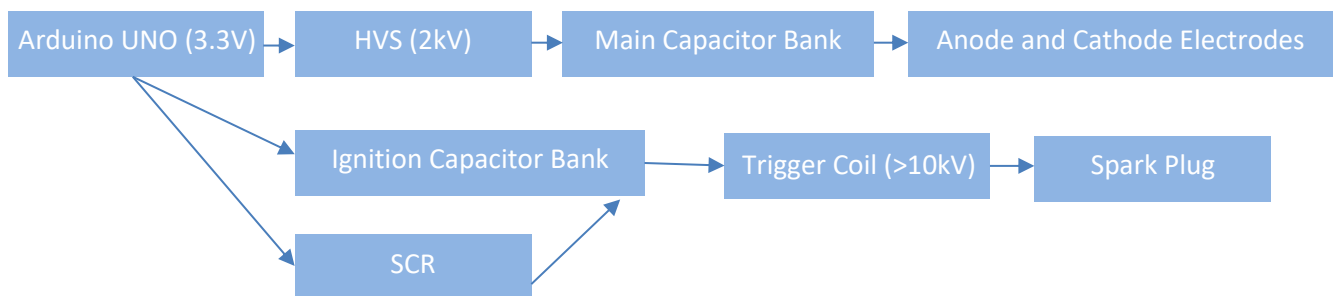 Arduino UNO (3.3V)
HVS (2kV)
Main Capacitor Bank
Anode and Cathode Electrodes
Ignition Capacitor Bank
Trigger Coil (>10kV)
Spark Plug
SCR